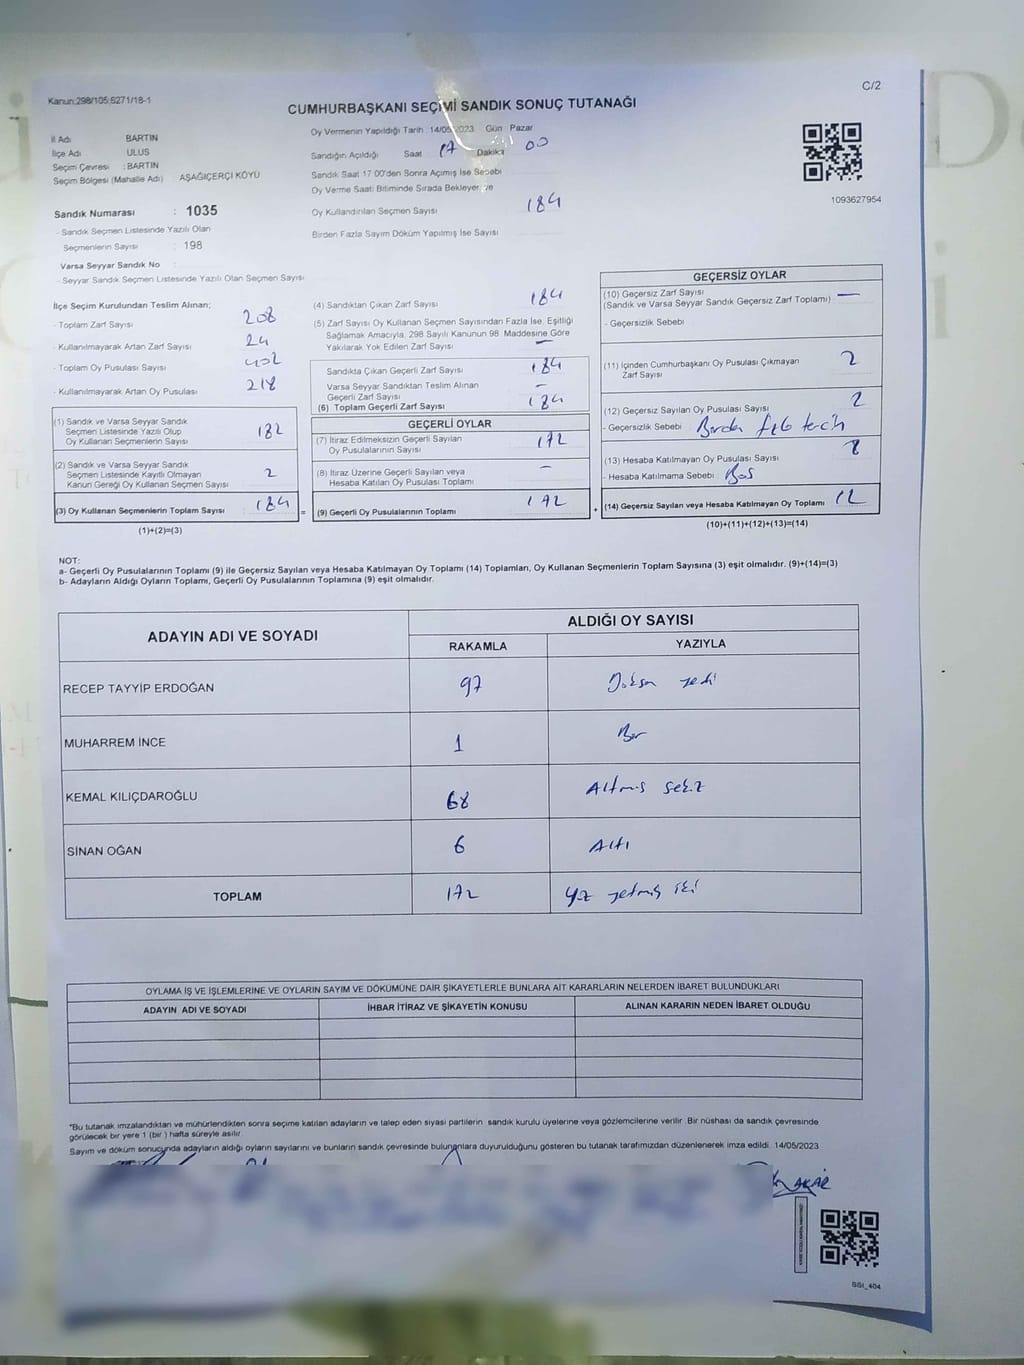 C/2
Kanun:298/105;6271/18-1
CUMHURBAŞKANI SEÇİMİ SANDIK SONUÇ TUTANAĞI
İl Adı : BARTIN
İlçe Adı : ULUS
Seçim Çevresi : BARTIN
Seçim Bölgesi (Mahalle Adı) AŞAĞIÇERÇİ KÖYÜ
Sandık Numarası : 1035
- Sandık Seçmen Listesinde Yazılı Olan
Seçmenlerin Sayısı : 198
Varsa Seyyar Sandık No :
- Seyyar Sandık Seçmen Listesinde Yazılı Olan Seçmen Sayısı
Oy Vermenin Yapıldığı Tarih 14/05/2023 Gün Pazar
Sandığın Açıldığı Saat 17 Dakika 00
Sandık Saat 17 00'den Sonra Açılmış İse Sebebi
Oy Verme Saati Bitiminde Sırada Bekleyen ve
Oy Kullandırılan Seçmen Sayısı 184
Birden Fazla Sayım Döküm Yapılmış İse Sayısı
1093627954
İlçe Seçim Kurulundan Teslim Alınan;
- Toplam Zarf Sayısı 208
- Kullanılmayarak Artan Zarf Sayısı 24
- Toplam Oy Pusulası Sayısı 402
- Kullanılmayarak Artan Oy Pusulası 218
(1) Sandık ve Varsa Seyyar Sandık
Seçmen Listesinde Yazılı Olup
Oy Kullanan Seçmenlerin Sayısı 182
(2) Sandık ve Varsa Seyyar Sandık
Seçmen Listesinde Kayıtlı Olmayan
Kanun Gereği Oy Kullanan Seçmen Sayısı 2
(3) Oy Kullanan Seçmenlerin Toplam Sayısı 184 =
(1)+(2)=(3)
(4) Sandıktan Çıkan Zarf Sayısı 184
(5) Zarf Sayısı Oy Kullanan Seçmen Sayısından Fazla İse, Eşitliği
Sağlamak Amacıyla, 298 Sayılı Kanunun 98. Maddesine Göre
Yakılarak Yok Edilen Zarf Sayısı —
Sandıkta Çıkan Geçerli Zarf Sayısı 184
Varsa Seyyar Sandıktan Teslim Alınan
Geçerli Zarf Sayısı —
(6) Toplam Geçerli Zarf Sayısı 184
GEÇERLİ OYLAR
(7) İtiraz Edilmeksizin Geçerli Sayılan
Oy Pusulalarının Sayısı 172
(8) İtiraz Üzerine Geçerli Sayılan veya
Hesaba Katılan Oy Pusulası Toplamı —
(9) Geçerli Oy Pusulalarının Toplamı 172 +
GEÇERSİZ OYLAR
(10) Geçersiz Zarf Sayısı
(Sandık ve Varsa Seyyar Sandık Geçersiz Zarf Toplamı) —
- Geçersizlik Sebebi
(11) İçinden Cumhurbaşkanı Oy Pusulası Çıkmayan
Zarf Sayısı 2
(12) Geçersiz Sayılan Oy Pusulası Sayısı 2
- Geçersizlik Sebebi
(13) Hesaba Katılmayan Oy Pusulası Sayısı 8
- Hesaba Katılmama Sebebi Boş
(14) Geçersiz Sayılan veya Hesaba Katılmayan Oy Toplamı 12
(10)+(11)+(12)+(13)=(14)
NOT:
a- Geçerli Oy Pusulalarının Toplamı (9) ile Geçersiz Sayılan veya Hesaba Katılmayan Oy Toplamı (14) Toplamları, Oy Kullanan Seçmenlerin Toplam Sayısına (3) eşit olmalıdır. (9)+(14)=(3)
b- Adayların Aldığı Oyların Toplamı, Geçerli Oy Pusulalarının Toplamına (9) eşit olmalıdır.
ADAYIN ADI VE SOYADI ALDIĞI OY SAYISI
RAKAMLA YAZIYLA
RECEP TAYYİP ERDOĞAN 97 Doksan yedi
MUHARREM İNCE 1 Bir
KEMAL KILIÇDAROĞLU 68 Altmış sekiz
SİNAN OĞAN 6 Altı
TOPLAM 172 Yüz yetmiş iki
OYLAMA İŞ VE İŞLEMLERİNE VE OYLARIN SAYIM VE DÖKÜMÜNE DAİR ŞİKAYETLERLE BUNLARA AİT KARARLARIN NELERDEN İBARET BULUNDUKLARI
ADAYIN ADI VE SOYADI İHBAR İTİRAZ VE ŞİKAYETİN KONUSU ALINAN KARARIN NEDEN İBARET OLDUĞU
"Bu tutanak imzalandıktan ve mühürlendikten sonra seçime katılan adayların ve talep eden siyasi partilerin sandık kurulu üyelerine veya gözlemcilerine verilir. Bir nüshası da sandık çevresinde
görülecek bir yere 1 (bir ) hafta süreyle asılır.
Sayım ve döküm sonucunda adayların aldığı oyların sayılarını ve bunların sandık çevresinde bulunanlara duyurulduğunu gösteren bu tutanak tarafımızdan düzenlenerek imza edildi. 14/05/2023
AKAR
SSI_404